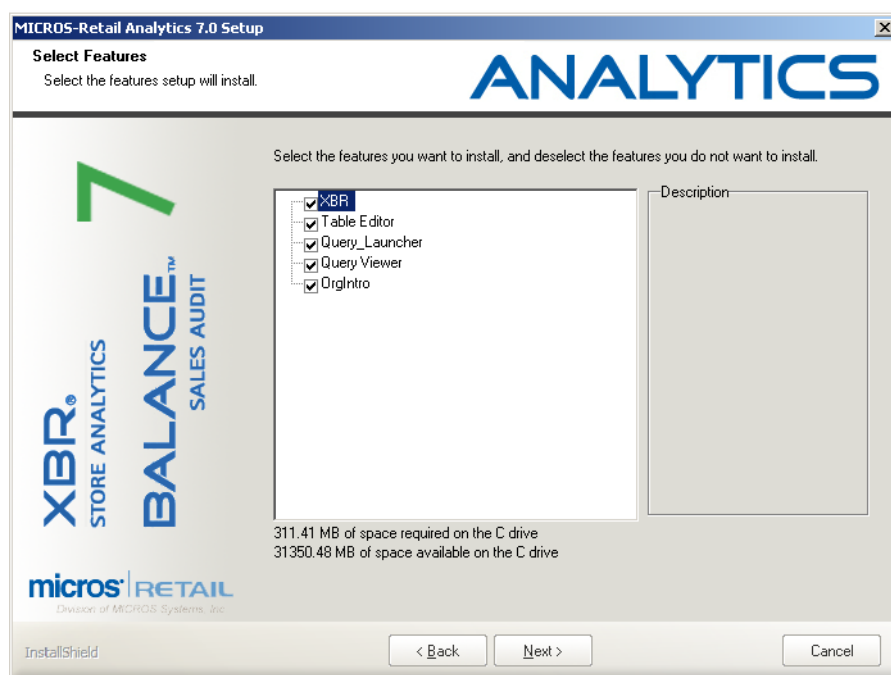 MICROS-Retail Analytics 7.0 Setup
Select Features
Select the features setup will install.
ANALYTICS
Select the features you want to install, and deselect the features you do not want to install.
XBR
Table Editor
Query_Launcher
Query Viewer
OrgIntro
Description
311.41 MB of space required on the C drive
31350.48 MB of space available on the C drive
7
XBR®
STORE ANALYTICS
BALANCE™
SALES AUDIT
micros® RETAIL
Division of MICROS Systems, Inc
InstallShield
< Back
Next >
Cancel